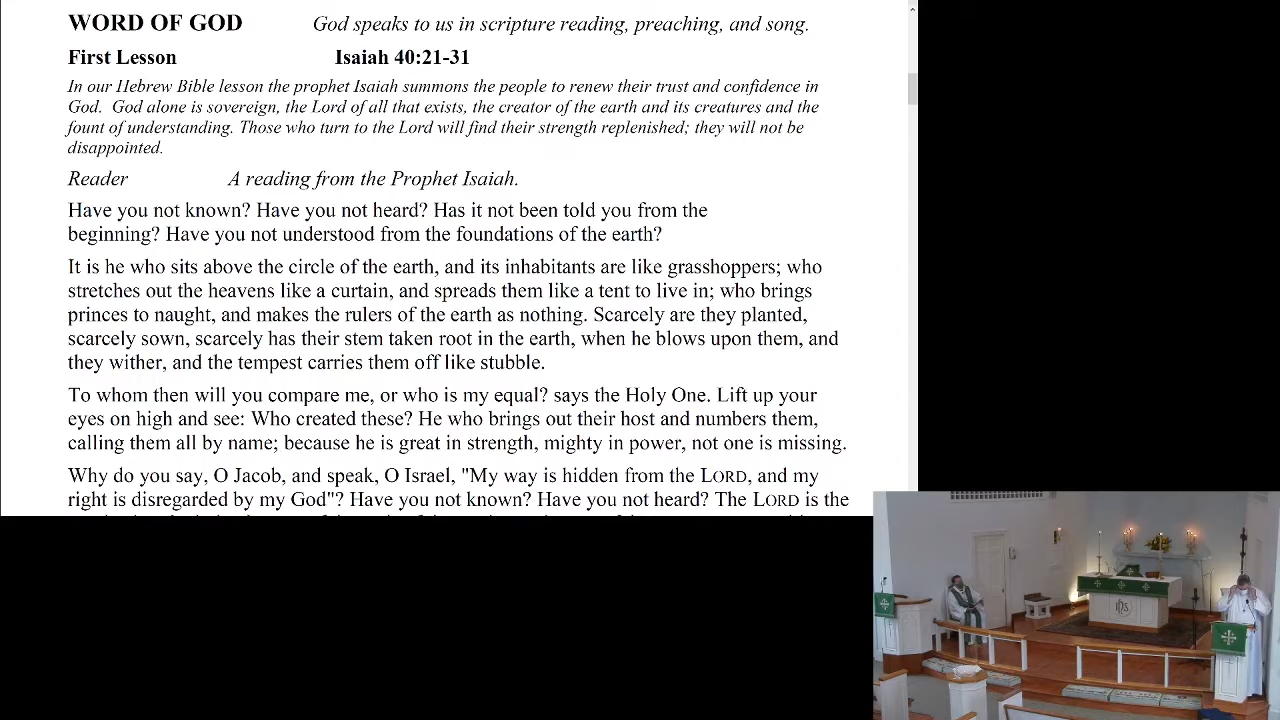 WORD OF GOD God speaks to us in scripture reading, preaching, and song.
First Lesson Isaiah 40:21-31
In our Hebrew Bible lesson the prophet Isaiah summons the people to renew their trust and confidence in
God. God alone is sovereign, the Lord of all that exists, the creator of the earth and its creatures and the
fount of understanding. Those who turn to the Lord will find their strength replenished; they will not be
disappointed.
Reader A reading from the Prophet Isaiah.
Have you not known? Have you not heard? Has it not been told you from the
beginning? Have you not understood from the foundations of the earth?
It is he who sits above the circle of the earth, and its inhabitants are like grasshoppers; who
stretches out the heavens like a curtain, and spreads them like a tent to live in; who brings
princes to naught, and makes the rulers of the earth as nothing. Scarcely are they planted,
scarcely sown, scarcely has their stem taken root in the earth, when he blows upon them, and
they wither, and the tempest carries them off like stubble.
To whom then will you compare me, or who is my equal? says the Holy One. Lift up your
eyes on high and see: Who created these? He who brings out their host and numbers them,
calling them all by name; because he is great in strength, mighty in power, not one is missing.
Why do you say, O Jacob, and speak, O Israel, "My way is hidden from the LORD, and my
right is disregarded by my God"? Have you not known? Have you not heard? The LORD is the
IHS